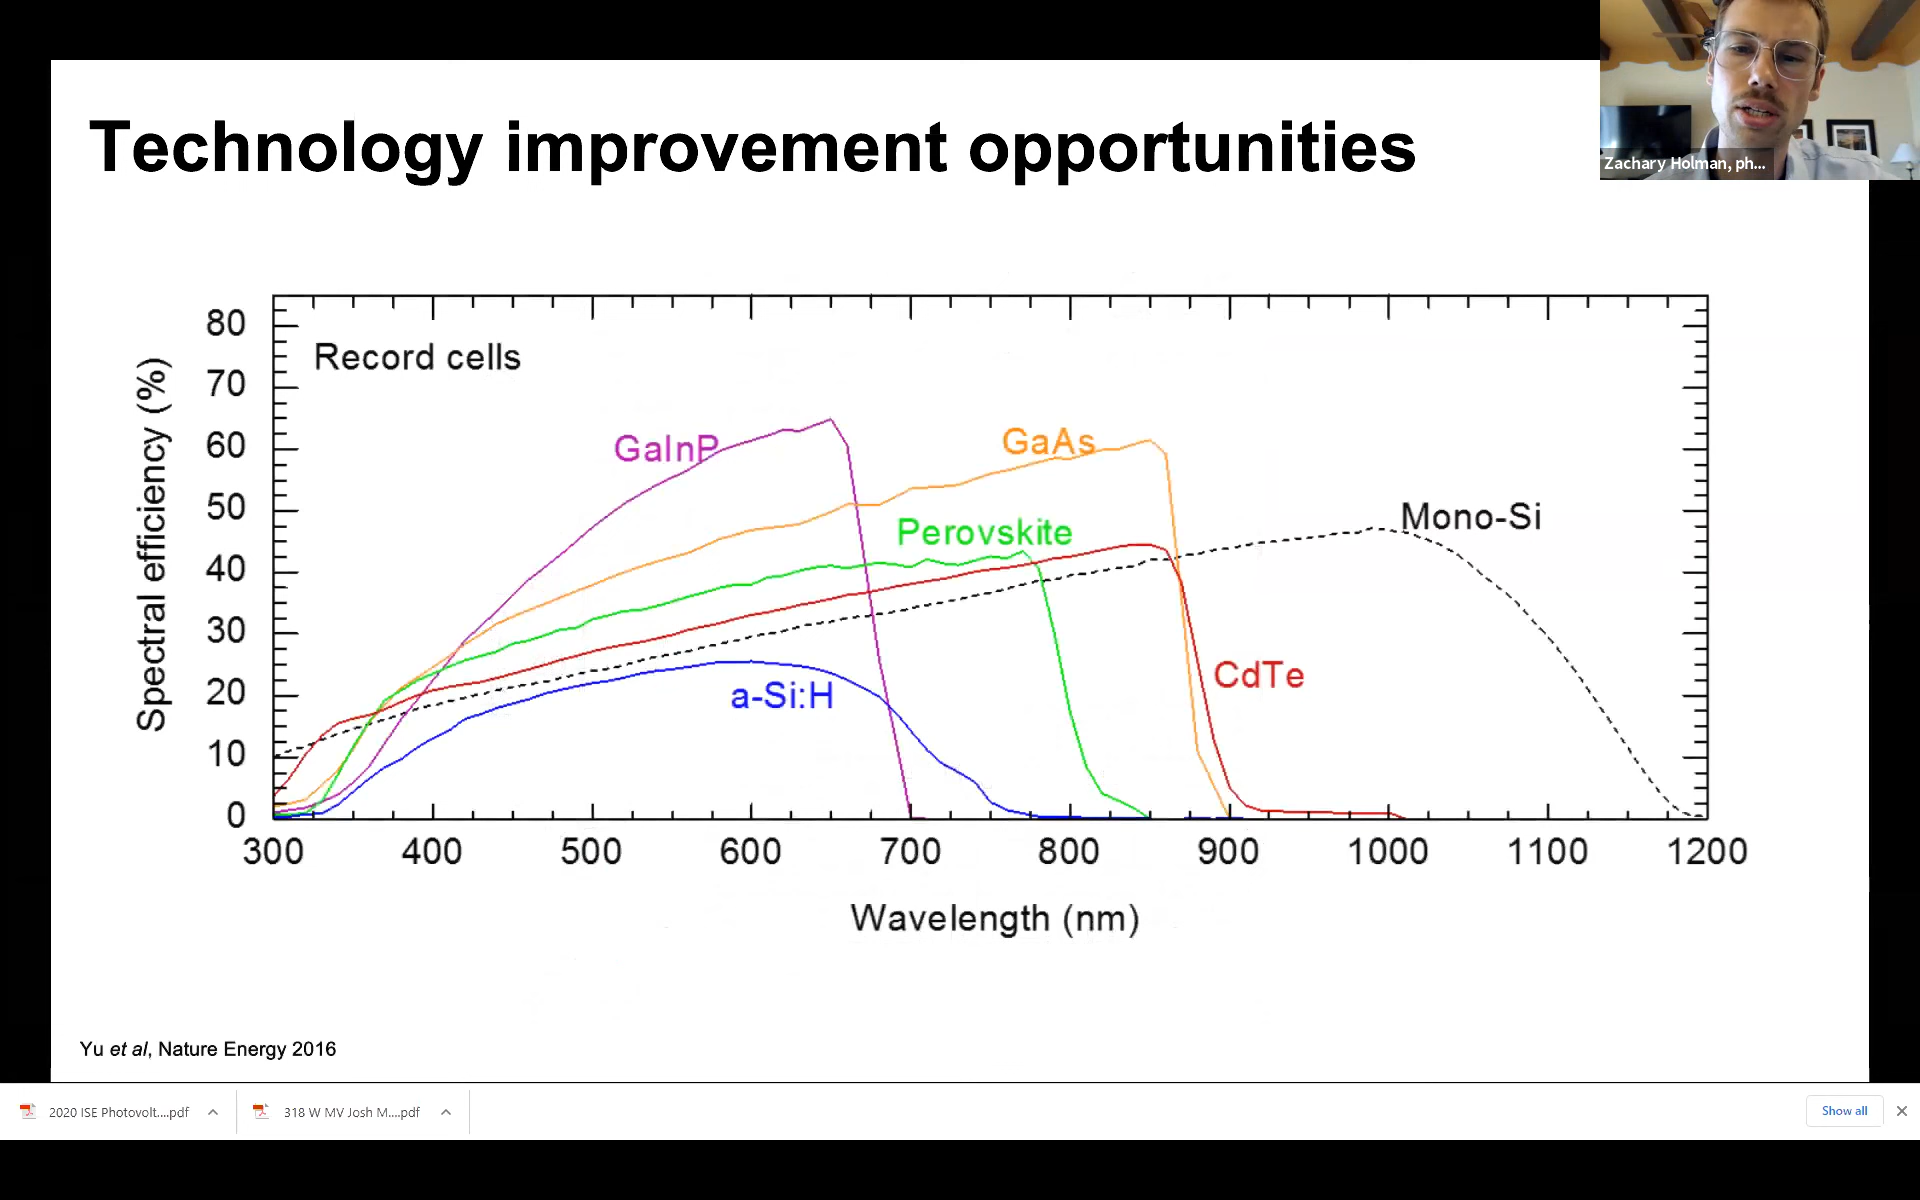 Technology improvement opportunities
Zachary Holman, ph...
80
70
60
50
40
30
20
10
0
Spectral efficiency (%)
Record cells
GaInP
GaAs
Perovskite
Mono-Si
CdTe
a-Si:H
300 400 500 600 700 800 900 1000 1100 1200
Wavelength (nm)
Yu et al, Nature Energy 2016
2020 ISE Photovolt....pdf
318 W MV Josh M....pdf
Show all